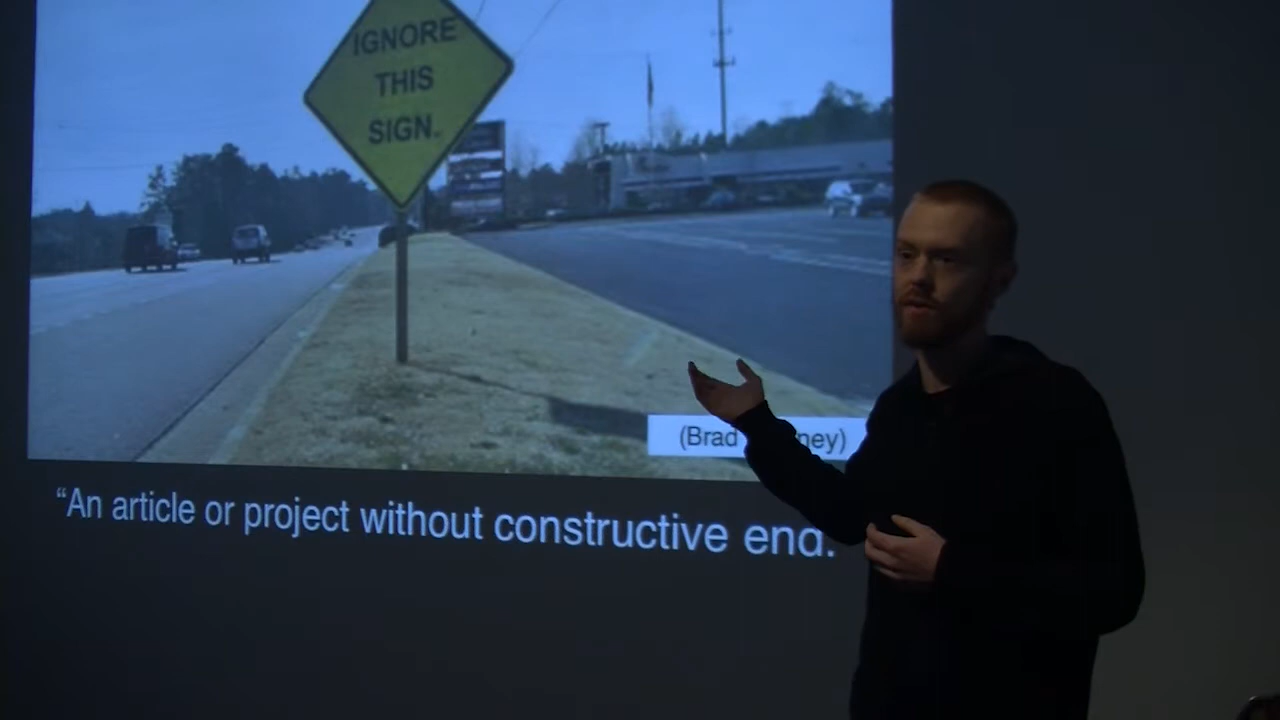 IGNORE
THIS
SIGN.
(Brad ney)
“An article or project without constructive end.